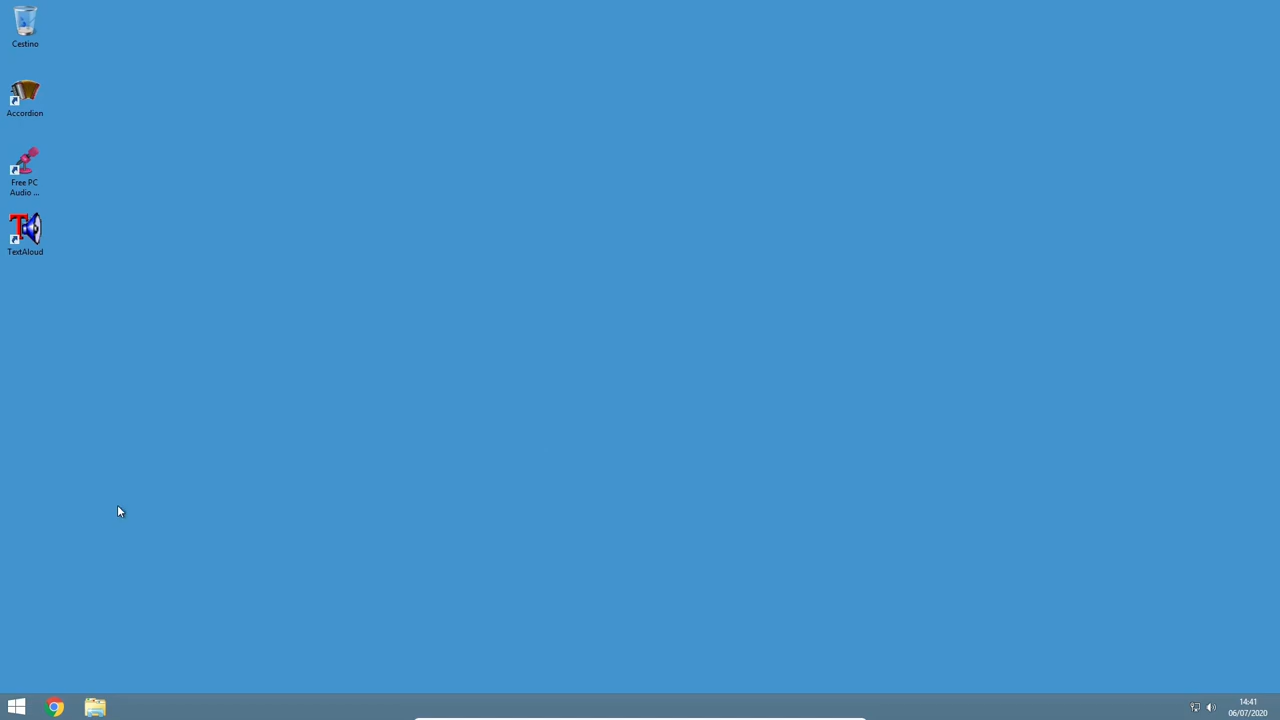 Cestino
Accordion
Free PC
Audio ...
TextAloud
14:41
06/07/2020